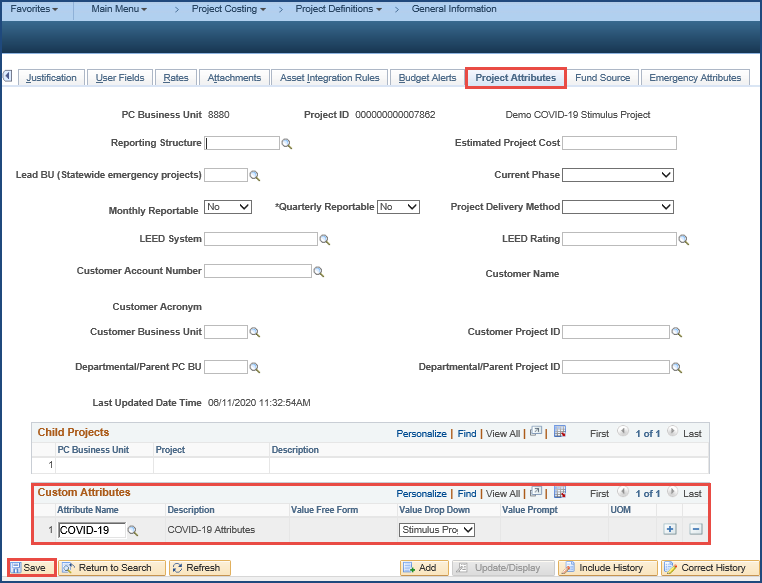 Favorites Main Menu > Project Costing > Project Definitions > General Information
Justification User Fields Rates Attachments Asset Integration Rules Budget Alerts Project Attributes Fund Source Emergency Attributes
PC Business Unit 8880 Project ID 000000000007862 Demo COVID-19 Stimulus Project
Reporting Structure Estimated Project Cost
Lead BU (Statewide emergency projects) Current Phase
Monthly Reportable No *Quarterly Reportable No Project Delivery Method
LEED System LEED Rating
Customer Account Number Customer Name
Customer Acronym
Customer Business Unit Customer Project ID
Departmental/Parent PC BU Departmental/Parent Project ID
Last Updated Date Time 06/11/2020 11:32:54AM
Child Projects Personalize | Find | View All | | First 1 of 1 Last
PC Business Unit Project Description
1
Custom Attributes Personalize | Find | View All | | First 1 of 1 Last
Attribute Name Description Value Free Form Value Drop Down Value Prompt UOM
1 COVID-19 COVID-19 Attributes Stimulus Proj
Save Return to Search Refresh Add Update/Display Include History Correct History